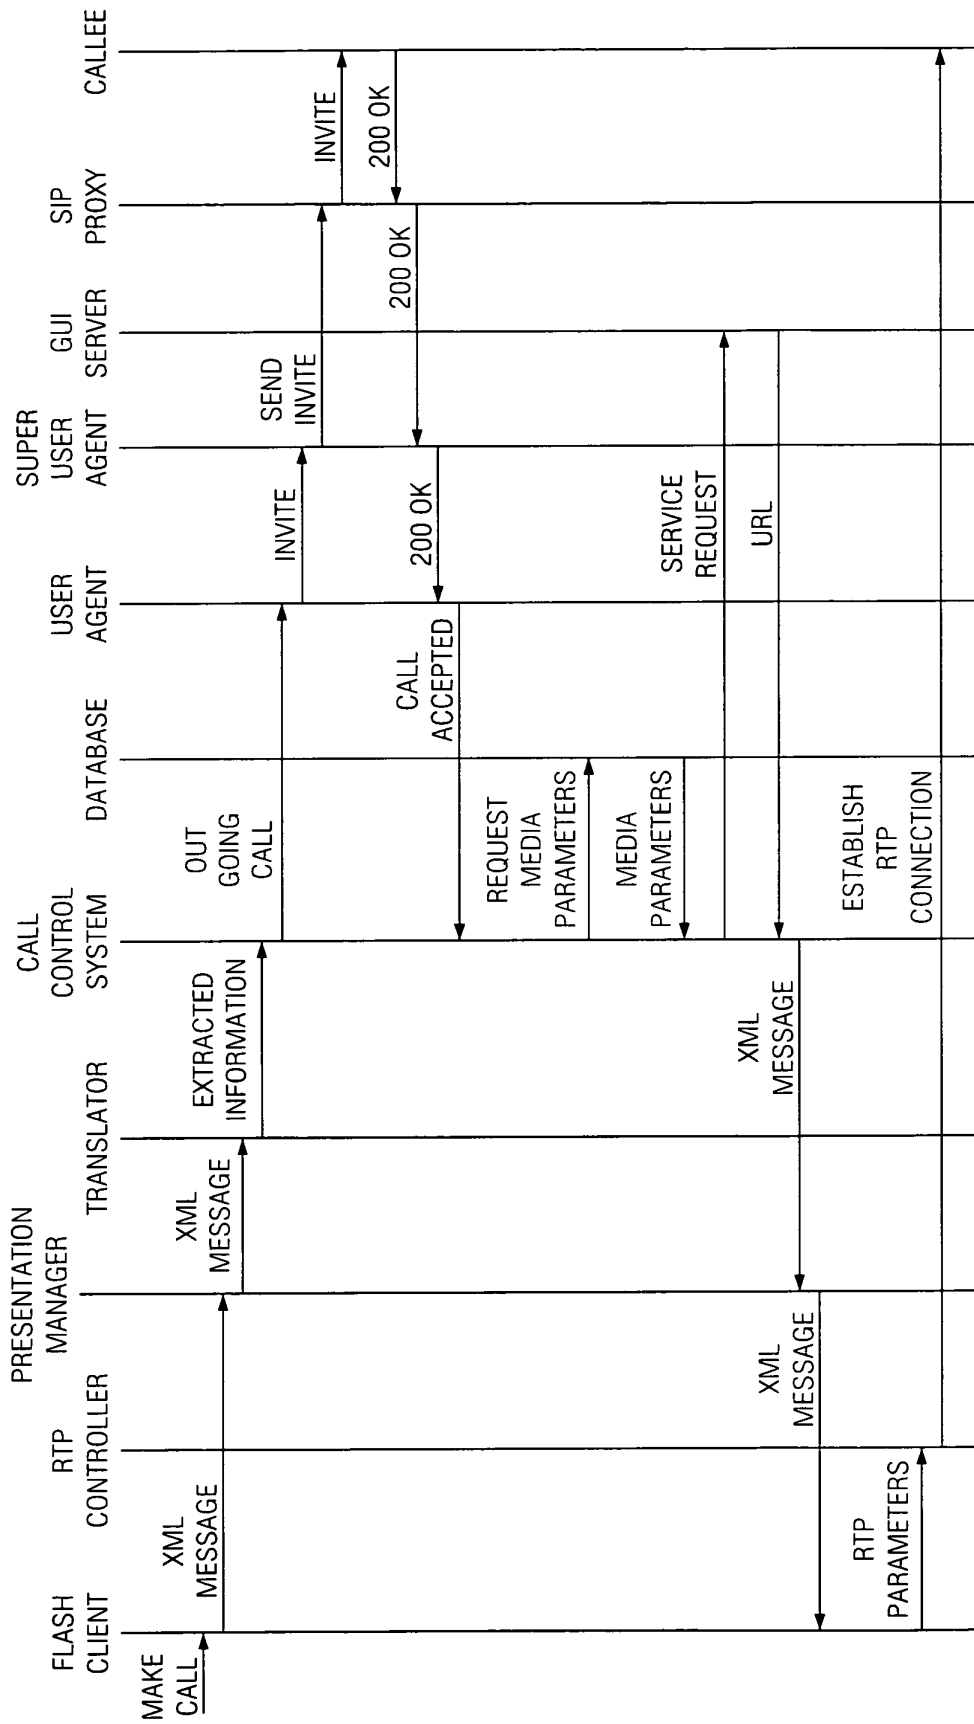 FLASH
CLIENT
RTP
CONTROLLER
PRESENTATION
MANAGER
TRANSLATOR
CALL
CONTROL
SYSTEM
DATABASE
USER
AGENT
SUPER
USER
AGENT
GUI
SERVER
SIP
PROXY
CALLEE
MAKE
CALL
XML
MESSAGE
XML
MESSAGE
EXTRACTED
INFORMATION
OUT
GOING
CALL
INVITE
SEND
INVITE
INVITE
200 OK
200 OK
200 OK
CALL
ACCEPTED
REQUEST
MEDIA
PARAMETERS
MEDIA
PARAMETERS
SERVICE
REQUEST
URL
XML
MESSAGE
XML
MESSAGE
RTP
PARAMETERS
ESTABLISH
RTP
CONNECTION